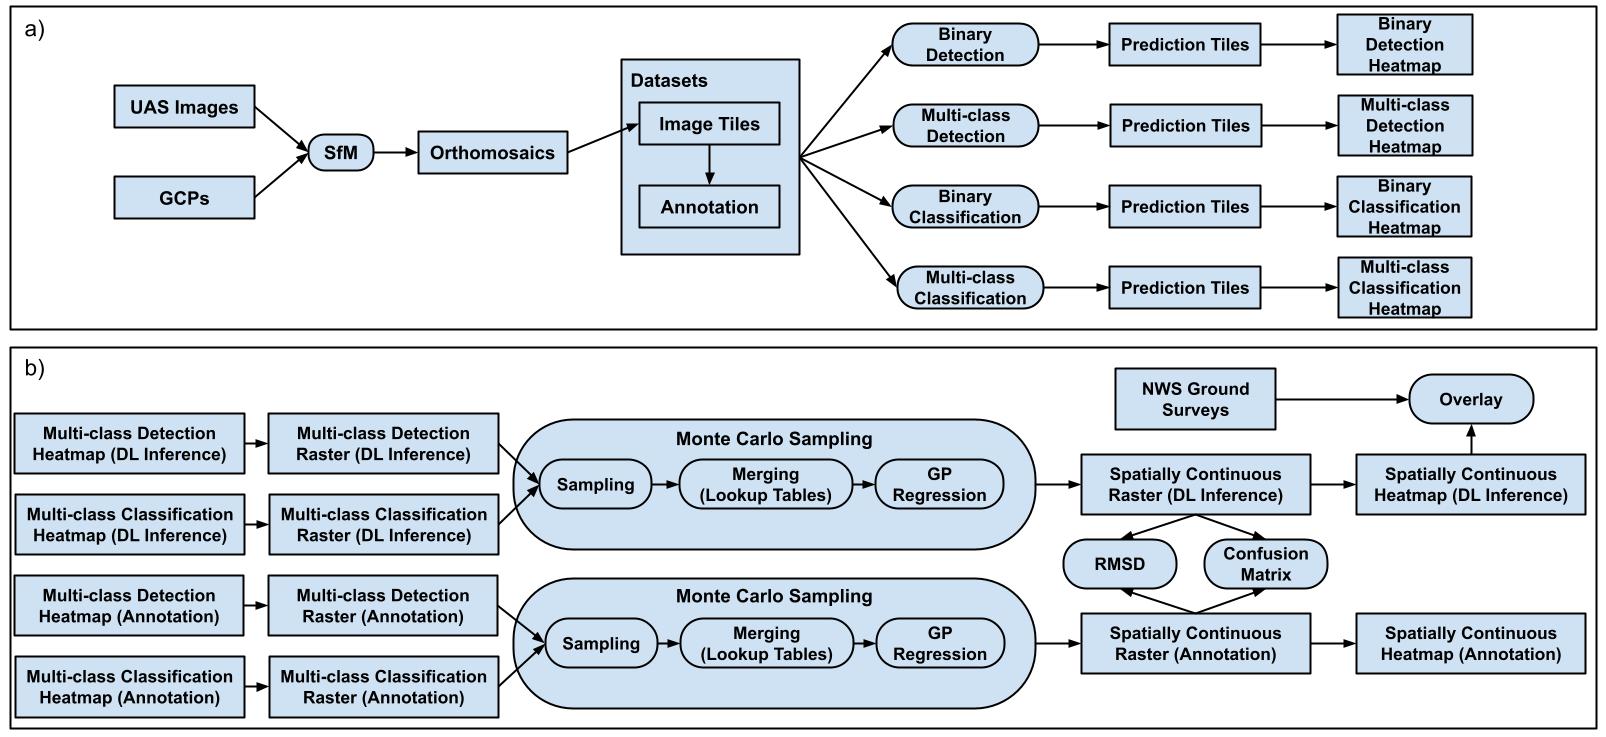 a)
UAS Images
GCPs
SfM
Orthomosaics
Datasets
Image Tiles
Annotation
Binary
Detection
Prediction Tiles
Binary
Detection
Heatmap
Multi-class
Detection
Prediction Tiles
Multi-class
Detection
Heatmap
Binary
Classification
Prediction Tiles
Binary
Classification
Heatmap
Multi-class
Classification
Prediction Tiles
Multi-class
Classification
Heatmap
b)
Multi-class Detection
Heatmap (DL Inference)
Multi-class Detection
Raster (DL Inference)
Multi-class Classification
Heatmap (DL Inference)
Multi-class Classification
Raster (DL Inference)
Monte Carlo Sampling
Sampling
Merging
(Lookup Tables)
GP
Regression
Spatially Continuous
Raster (DL Inference)
Spatially Continuous
Heatmap (DL Inference)
NWS Ground
Surveys
Overlay
RMSD
Confusion
Matrix
Multi-class Detection
Heatmap (Annotation)
Multi-class Detection
Raster (Annotation)
Multi-class Classification
Heatmap (Annotation)
Multi-class Classification
Raster (Annotation)
Monte Carlo Sampling
Sampling
Merging
(Lookup Tables)
GP
Regression
Spatially Continuous
Raster (Annotation)
Spatially Continuous
Heatmap (Annotation)